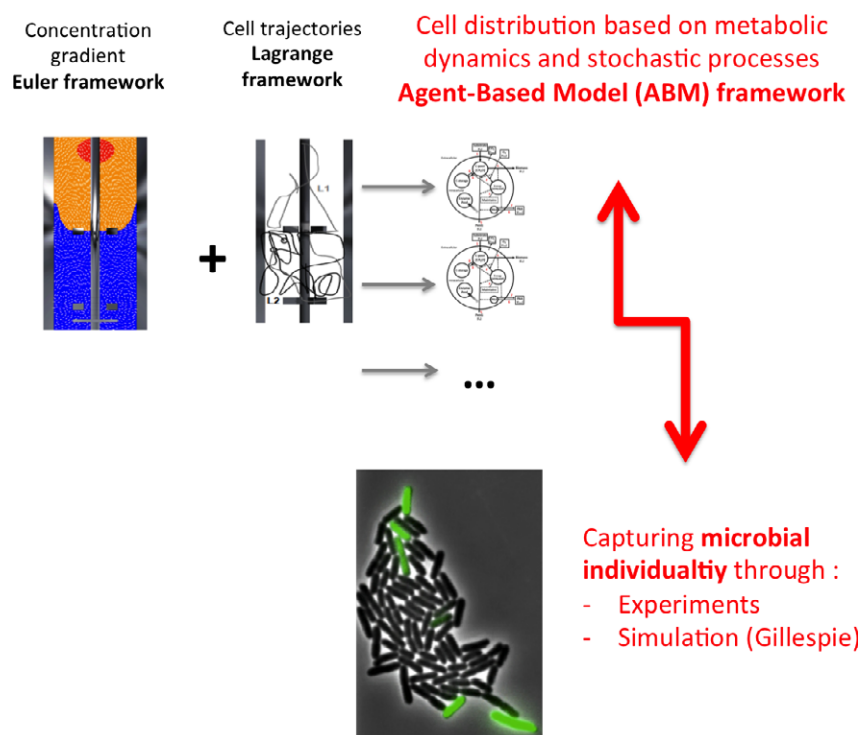 Concentration
gradient
Euler framework
Cell trajectories
Lagrange
framework
Cell distribution based on metabolic
dynamics and stochastic processes
Agent-Based Model (ABM) framework
L1
+
L2
...
Capturing microbial
individualtiy through :
- Experiments
- Simulation (Gillespie)